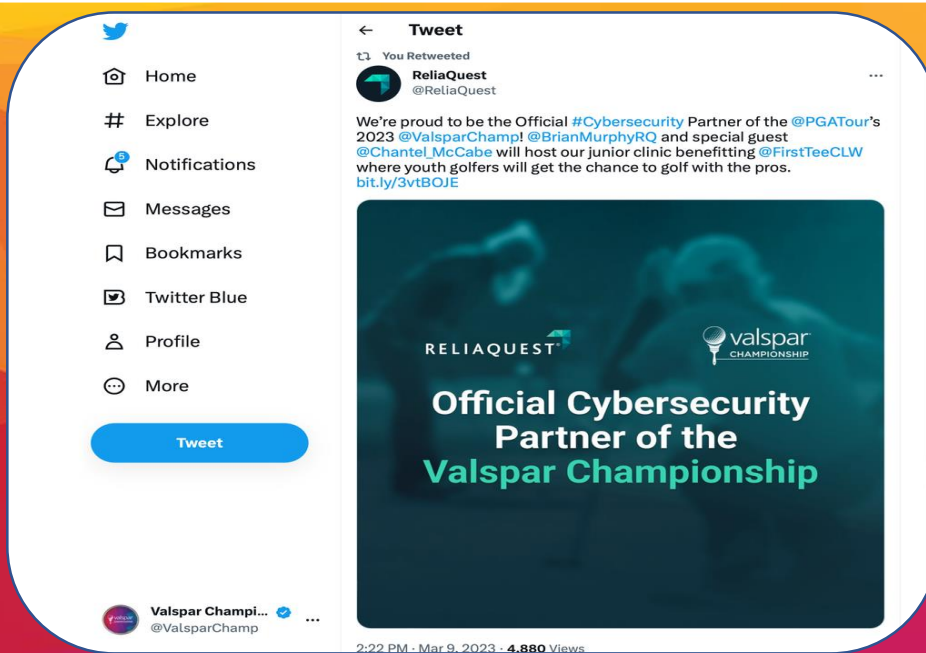 Home
Explore
5
Notifications
Messages
Bookmarks
Twitter Blue
Profile
More
Tweet
Valspar Champi...
@ValsparChamp
...
← Tweet
You Retweeted
ReliaQuest
@ReliaQuest
...
We're proud to be the Official #Cybersecurity Partner of the @PGATour's
2023 @ValsparChamp! @BrianMurphyRQ and special guest
@Chantel_McCabe will host our junior clinic benefitting @FirstTeeCLW
where youth golfers will get the chance to golf with the pros.
bit.ly/3vtBOJE
RELIAQUEST
valspar
CHAMPIONSHIP
Official Cybersecurity
Partner of the
Valspar Championship
2:22 PM · Mar 9, 2023 · 4,880 Views